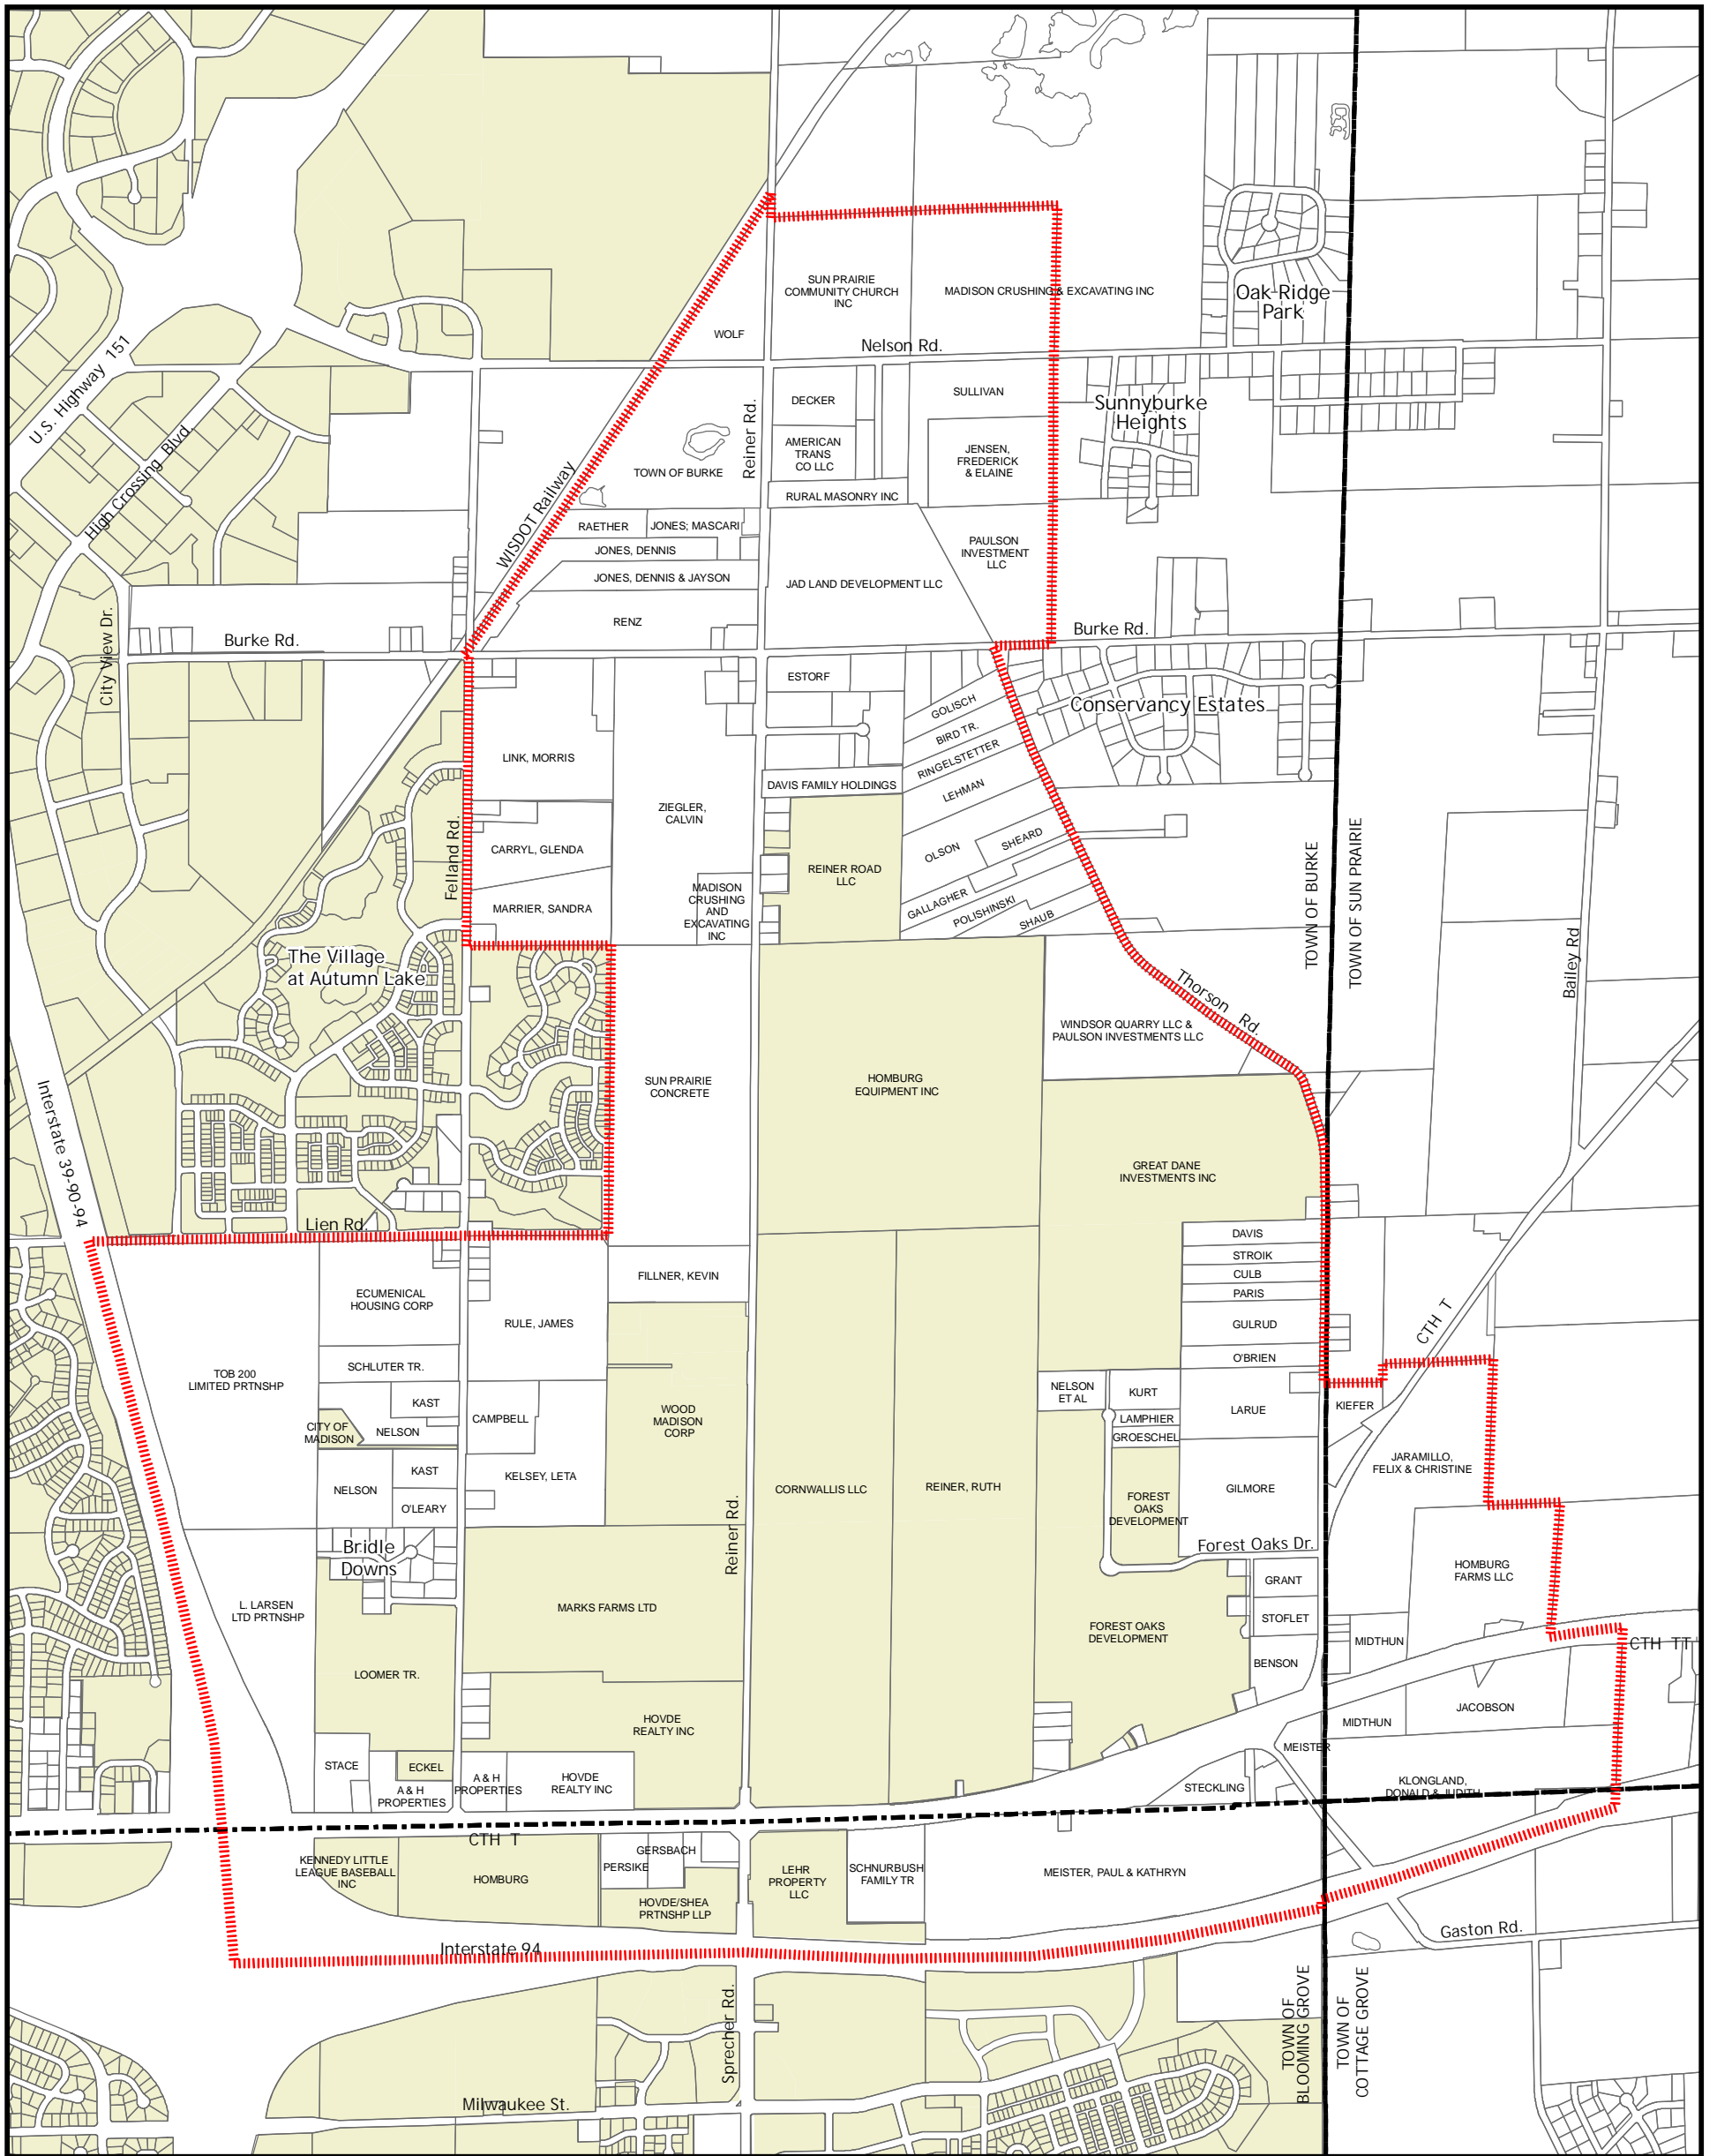 SUN PRAIRIE
COMMUNITY CHURCH
INC
MADISON CRUSHING & EXCAVATING INC
Oak Ridge
Park
WOLF
Nelson Rd.
U.S. Highway 151
High Crossing Blvd.
WISDOT Railway
Reiner Rd.
DECKER
SULLIVAN
Sunnyburke
Heights
AMERICAN
TRANS
CO LLC
JENSEN,
FREDERICK
& ELAINE
TOWN OF BURKE
RURAL MASONRY INC
RAETHER
JONES; MASCARI
JONES, DENNIS
JONES, DENNIS & JAYSON
PAULSON
INVESTMENT
LLC
JAD LAND DEVELOPMENT LLC
RENZ
City View Dr.
Burke Rd.
Burke Rd.
ESTORF
GOLISCH
BIRD TR.
RINGELSTETTER
LEHMAN
Conservancy Estates
LINK, MORRIS
DAVIS FAMILY HOLDINGS
ZIEGLER,
CALVIN
Felland Rd.
CARRYL, GLENDA
OLSON
SHEARD
REINER ROAD
LLC
MARRIER, SANDRA
MADISON
CRUSHING
AND
EXCAVATING
INC
GALLAGHER
POLISHINSKI
SHAUB
TOWN OF BURKE
TOWN OF SUN PRAIRIE
Bailey Rd
The Village
at Autumn Lake
Thorson Rd.
WINDSOR QUARRY LLC &
PAULSON INVESTMENTS LLC
Interstate 39-90-94
SUN PRAIRIE
CONCRETE
HOMBURG
EQUIPMENT INC
GREAT DANE
INVESTMENTS INC
Lien Rd.
DAVIS
STROIK
CULB
PARIS
GULRUD
O'BRIEN
FILLNER, KEVIN
ECUMENICAL
HOUSING CORP
RULE, JAMES
CTH T
TOB 200
LIMITED PRTNSHP
SCHLUTER TR.
NELSON
ET AL
KURT
LARUE
KIEFER
KAST
CITY OF
MADISON
NELSON
CAMPBELL
WOOD
MADISON
CORP
LAMPHIER
GROESCHEL
JARAMILLO,
FELIX & CHRISTINE
KAST
NELSON
O'LEARY
KELSEY, LETA
CORNWALLIS LLC
REINER, RUTH
GILMORE
FOREST
OAKS
DEVELOPMENT
Reiner Rd.
Forest Oaks Dr.
Bridle
Downs
HOMBURG
FARMS LLC
GRANT
L. LARSEN
LTD PRTNSHP
MARKS FARMS LTD
STOFLET
FOREST OAKS
DEVELOPMENT
MIDTHUN
CTH TT
BENSON
LOOMER TR.
HOVDE
REALTY INC
JACOBSON
MIDTHUN
MEISTER
STACE
ECKEL
A & H
PROPERTIES
A & H
PROPERTIES
HOVDE
REALTY INC
STECKLING
KLONGLAND,
DONALD & JUDITH
CTH T
KENNEDY LITTLE
LEAGUE BASEBALL
INC
HOMBURG
PERSIKE
GERSBACH
HOVDE/SHEA
PRTNSHP LLP
LEHR
PROPERTY
LLC
SCHNURBUSH
FAMILY TR
MEISTER, PAUL & KATHRYN
Gaston Rd.
Interstate 94
Sprecher Rd.
TOWN OF
BLOOMING GROVE
TOWN OF
COTTAGE GROVE
Milwaukee St.